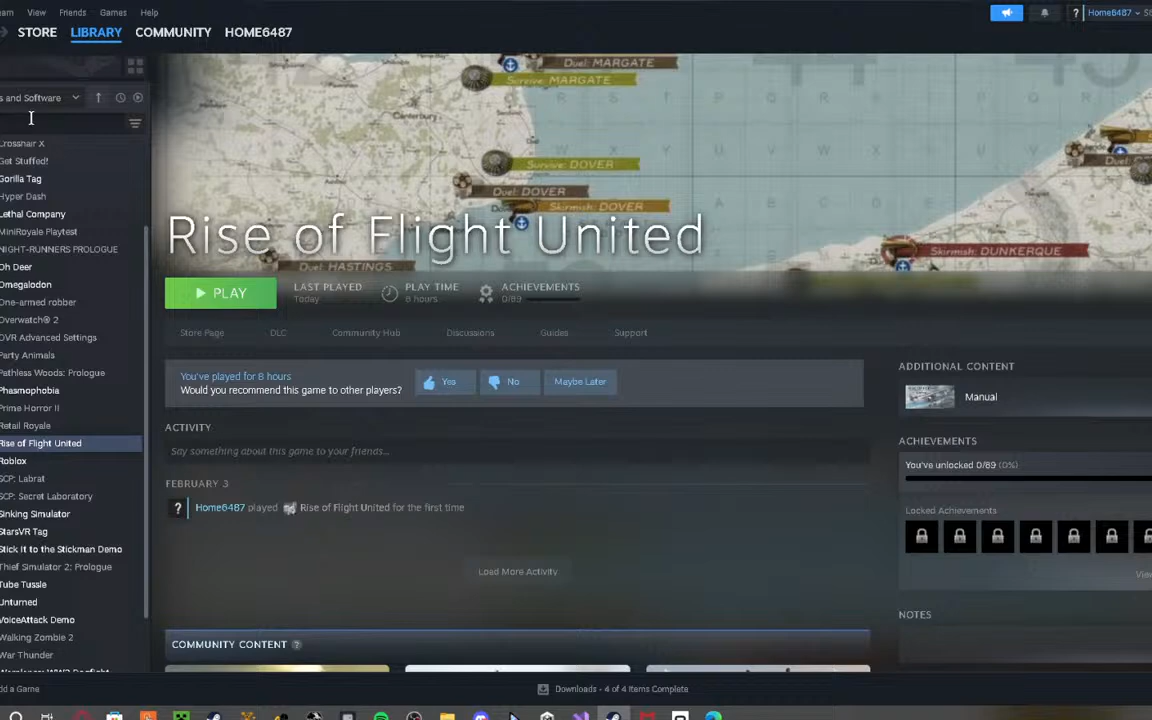 eam View Friends Games Help
Home6487
STORE LIBRARY COMMUNITY HOME6487
s and Software
Duel: MARGATE
Survive: MARGATE
Canterbury
Survive: DOVER
Duel: DOVER
Skirmish: DOVER
Skirmish: DUNKERQUE
Duel: HASTINGS
Rise of Flight United
Crosshair X
Get Stuffed!
Gorilla Tag
Hyper Dash
Lethal Company
MiniRoyale Playtest
NIGHT-RUNNERS PROLOGUE
Oh Deer
Omegalodon
One-armed robber
Overwatch® 2
OVR Advanced Settings
Party Animals
Pathless Woods: Prologue
Phasmophobia
Prime Horror II
Retail Royale
Rise of Flight United
Roblox
SCP: Labrat
SCP: Secret Laboratory
Sinking Simulator
StarsVR Tag
Stick It to the Stickman Demo
Thief Simulator 2: Prologue
Tube Tussle
Unturned
VoiceAttack Demo
Walking Zombie 2
War Thunder
dd a Game
PLAY
LAST PLAYED
Today
PLAY TIME
8 hours
ACHIEVEMENTS
0/89
Store Page DLC Community Hub Discussions Guides Support
You've played for 8 hours
Would you recommend this game to other players?
Yes No Maybe Later
ACTIVITY
Say something about this game to your friends...
FEBRUARY 3
Home6487 played Rise of Flight United for the first time
Load More Activity
COMMUNITY CONTENT
ADDITIONAL CONTENT
Manual
ACHIEVEMENTS
You've unlocked 0/89 (0%)
Locked Achievements
View
NOTES
Downloads - 4 of 4 Items Complete